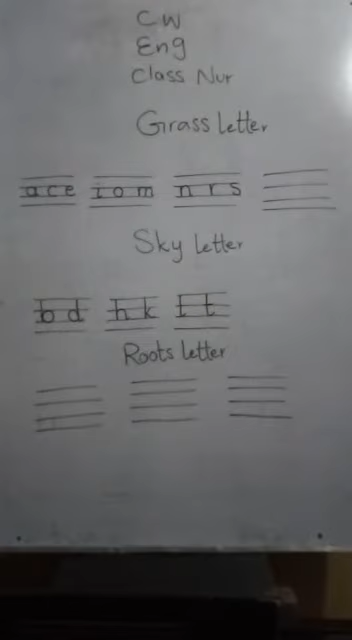 CW
Eng
Class Nur
Grass letter
a c e i o m n r s
Sky letter
b d h k l t
Roots letter